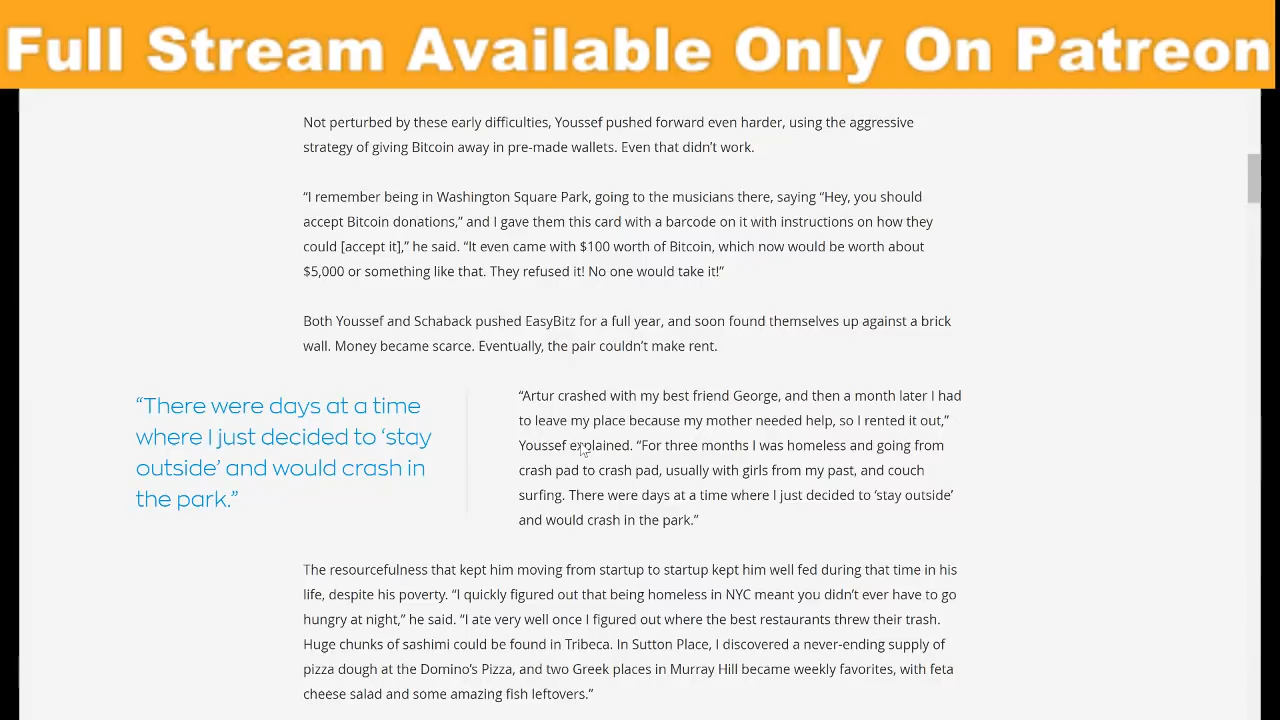 Full Stream Available Only On Patreon
Not perturbed by these early difficulties, Youssef pushed forward even harder, using the aggressive
strategy of giving Bitcoin away in pre-made wallets. Even that didn’t work.
“I remember being in Washington Square Park, going to the musicians there, saying “Hey, you should
accept Bitcoin donations,” and I gave them this card with a barcode on it with instructions on how they
could [accept it],” he said. “It even came with $100 worth of Bitcoin, which now would be worth about
$5,000 or something like that. They refused it! No one would take it!”
Both Youssef and Schaback pushed EasyBitz for a full year, and soon found themselves up against a brick
wall. Money became scarce. Eventually, the pair couldn’t make rent.
“There were days at a time
where I just decided to ‘stay
outside’ and would crash in
the park.”
“Artur crashed with my best friend George, and then a month later I had
to leave my place because my mother needed help, so I rented it out,”
Youssef explained. “For three months I was homeless and going from
crash pad to crash pad, usually with girls from my past, and couch
surfing. There were days at a time where I just decided to ‘stay outside’
and would crash in the park.”
The resourcefulness that kept him moving from startup to startup kept him well fed during that time in his
life, despite his poverty. “I quickly figured out that being homeless in NYC meant you didn’t ever have to go
hungry at night,” he said. “I ate very well once I figured out where the best restaurants threw their trash.
Huge chunks of sashimi could be found in Tribeca. In Sutton Place, I discovered a never-ending supply of
pizza dough at the Domino’s Pizza, and two Greek places in Murray Hill became weekly favorites, with feta
cheese salad and some amazing fish leftovers.”